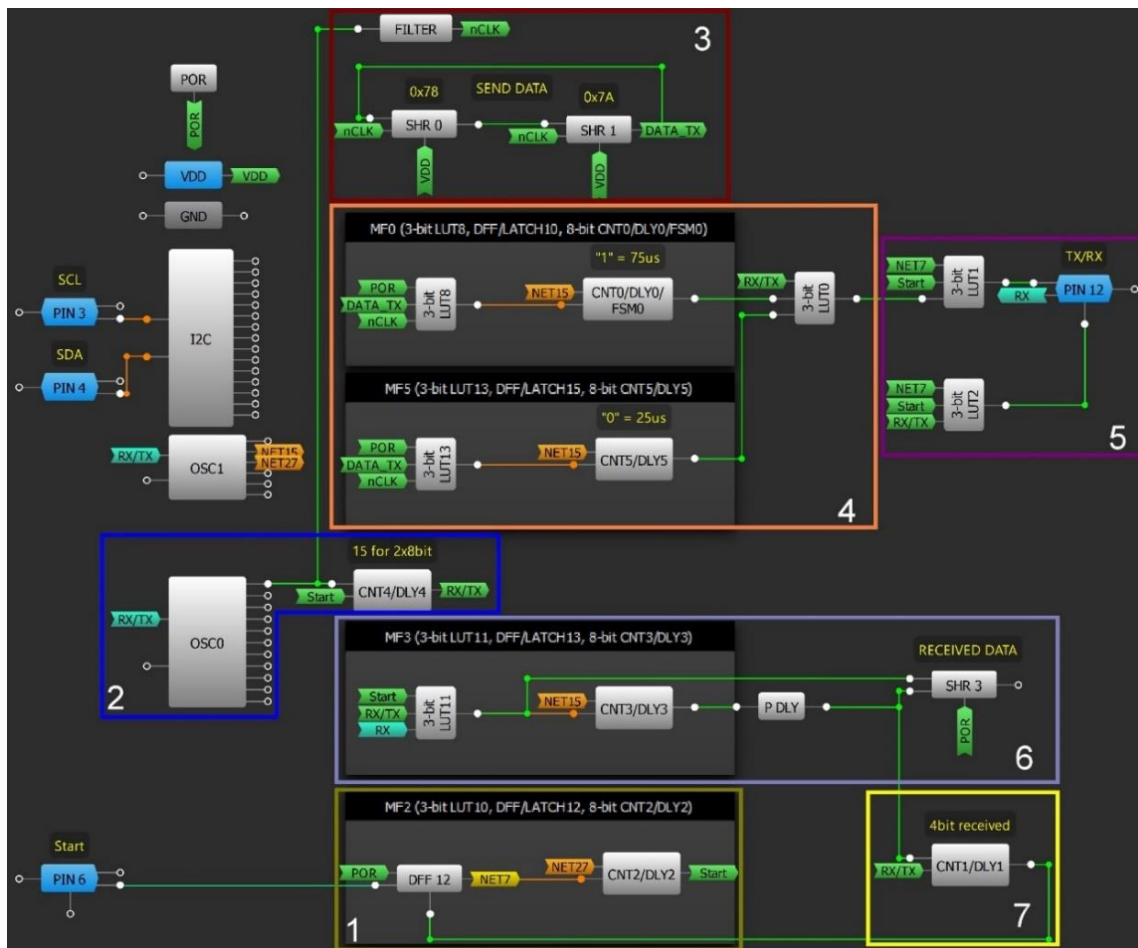 FILTER
nCLK
3
POR
POR
0x78
SEND DATA
0x7A
nCLK
SHR 0
nCLK
SHR 1
DATA_TX
VDD
VDD
VDD
VDD
GND
MF0 (3-bit LUT8, DFF/LATCH10, 8-bit CNT0/DLY0/FSM0)
"1" = 75us
POR
DATA_TX
nCLK
3-bit
LUT8
NET15
CNT0/DLY0/
FSM0
RX/TX
3-bit
LUT0
SCL
PIN 3
SDA
PIN 4
I2C
NET7
Start
3-bit
LUT1
TX/RX
RX
PIN 12
MF5 (3-bit LUT13, DFF/LATCH15, 8-bit CNT5/DLY5)
"0" = 25us
POR
DATA_TX
nCLK
3-bit
LUT13
NET15
CNT5/DLY5
NET7
Start
RX/TX
3-bit
LUT2
5
RX/TX
OSC1
NET15
NET27
4
15 for 2x8bit
Start
CNT4/DLY4
RX/TX
RX/TX
OSC0
2
MF3 (3-bit LUT11, DFF/LATCH13, 8-bit CNT3/DLY3)
RECEIVED DATA
Start
RX/TX
RX
3-bit
LUT11
NET15
CNT3/DLY3
P DLY
SHR 3
POR
6
MF2 (3-bit LUT10, DFF/LATCH12, 8-bit CNT2/DLY2)
4bit received
Start
PIN 6
POR
DFF 12
NET7
NET27
CNT2/DLY2
Start
RX/TX
CNT1/DLY1
1
7